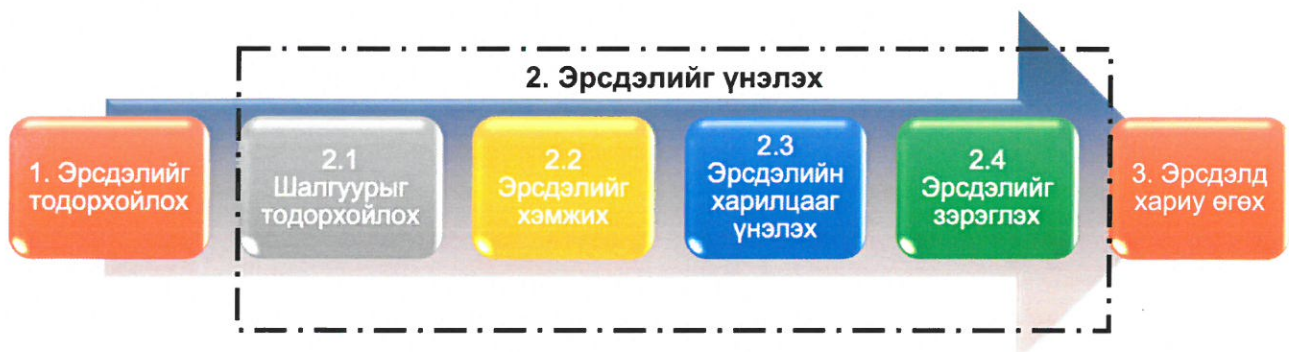 2. Эрсдэлийг үнэлэх
1. Эрсдэлийг
тодорхойлох
2.1
Шалгуурыг
тодорхойлох
2.2
Эрсдэлийг
хэмжих
2.3
Эрсдэлийн
харилцааг
үнэлэх
2.4
Эрсдэлийг
зэрэглэх
3. Эрсдэлд
хариу өгөх